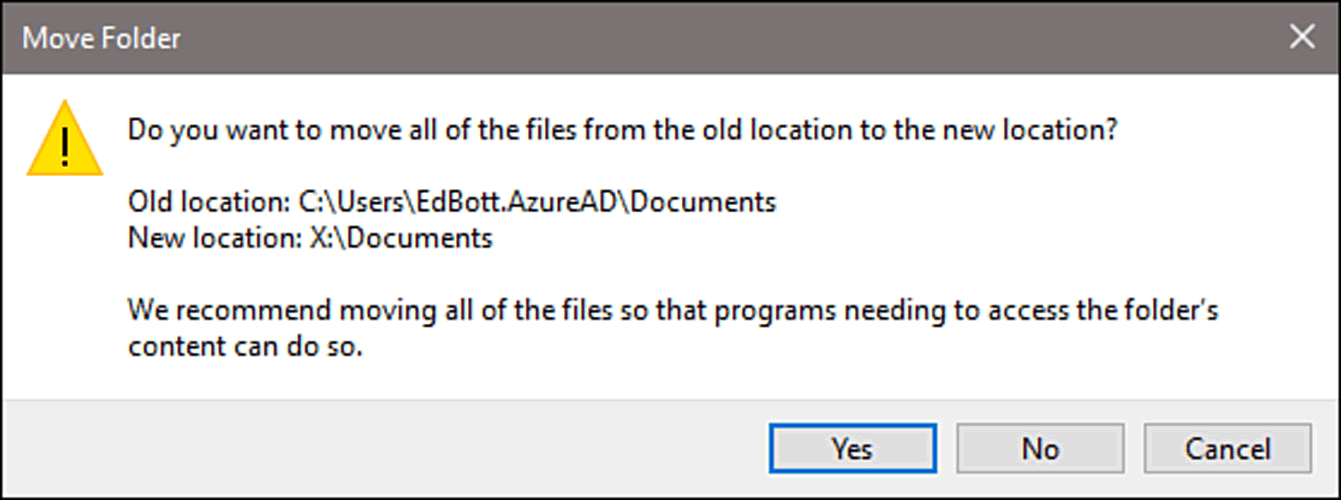 Move Folder
Do you want to move all of the files from the old location to the new location?
Old location: C:\Users\EdBott.AzureAD\Documents
New location: X:\Documents
We recommend moving all of the files so that programs needing to access the folder's
content can do so.
Yes No Cancel